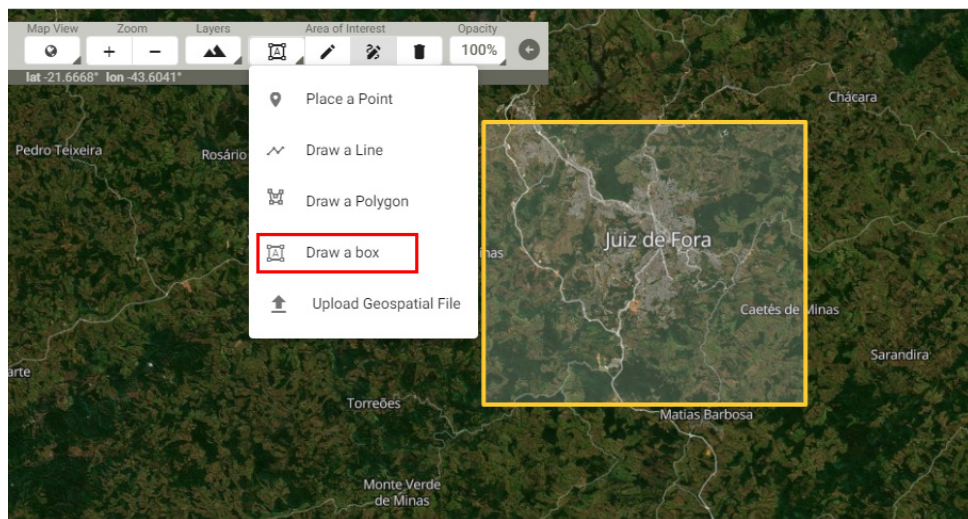 Map View Zoom Layers Area of Interest Opacity
+ − A 100%
lat -21.6668° lon -43.6041°
Place a Point
Chácara
Pedro Teixeira
Rosário
Draw a Line
Draw a Polygon
Juiz de Fora
Draw a box
nas
Upload Geospatial File
Caetés de Minas
Sarandira
arte
Torreões
Matias Barbosa
Monte Verde
de Minas